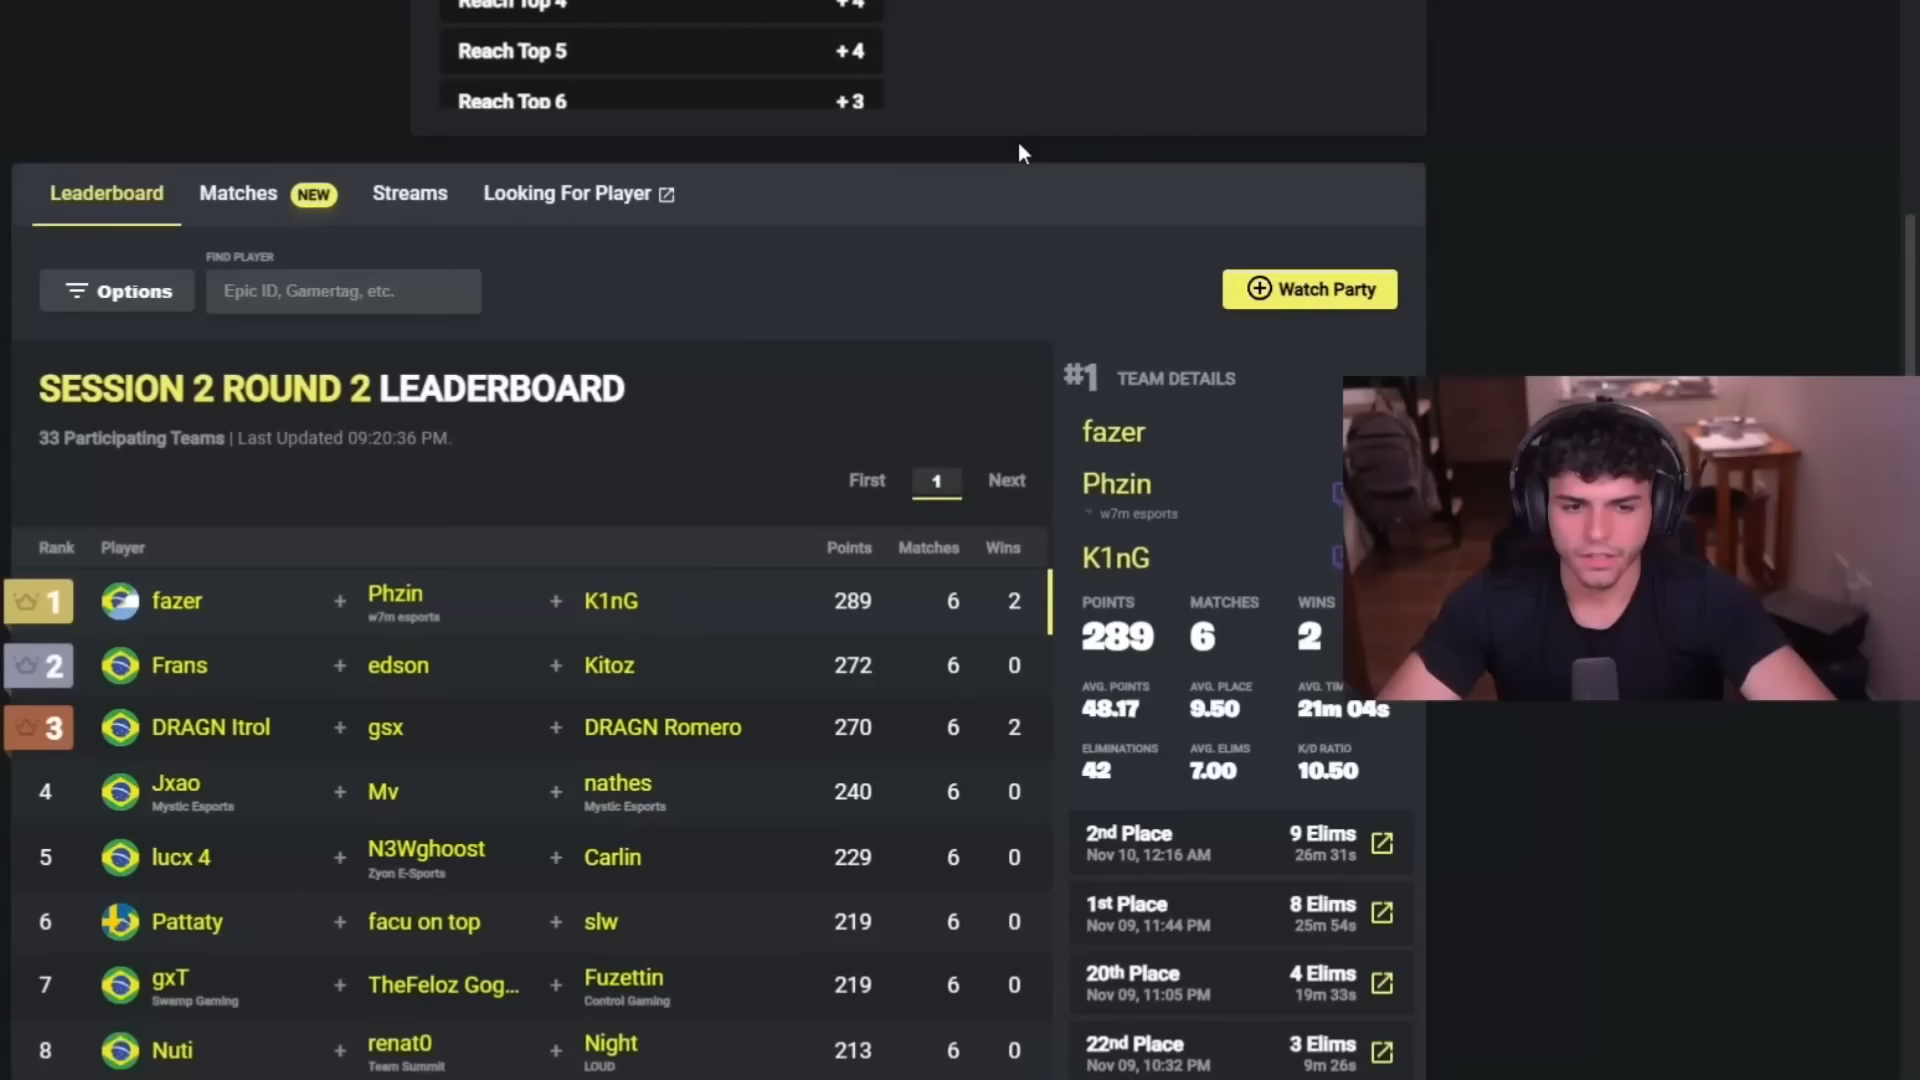 Reach Top 4 +4
Reach Top 5 +4
Reach Top 6 +3
Leaderboard Matches NEW Streams Looking For Player
FIND PLAYER
Options Epic ID, Gamertag, etc. Watch Party
SESSION 2 ROUND 2 LEADERBOARD
33 Participating Teams | Last Updated 09:20:36 PM.
First 1 Next
Rank Player Points Matches Wins
1 fazer + Phzin + K1nG 289 6 2
w7m esports
2 Frans + edson + Kitoz 272 6 0
3 DRAGN Itrol + gsx + DRAGN Romero 270 6 2
4 Jxao + Mv + nathes 240 6 0
Mystic Esports Mystic Esports
5 lucx 4 + N3Wghoost + Carlin 229 6 0
Zyon E-Sports
6 Pattaty + facu on top + slw 219 6 0
7 gxT + TheFeloz Gog... + Fuzettin 219 6 0
Swamp Gaming Control Gaming
8 Nuti + renat0 + Night 213 6 0
Team Summit LOUD
#1 TEAM DETAILS
fazer
Phzin
w7m esports
K1nG
POINTS MATCHES WINS
289 6 2
AVG. POINTS AVG. PLACE AVG.
48.17 9.50 21m 04s
ELIMINATIONS AVG. ELIMS K/D RATIO
42 7.00 10.50
2nd Place 9 Elims
Nov 10, 12:16 AM 26m 31s
1st Place 8 Elims
Nov 09, 11:44 PM 25m 54s
20th Place 4 Elims
Nov 09, 11:05 PM 19m 33s
22nd Place 3 Elims
Nov 09, 10:32 PM 9m 26s